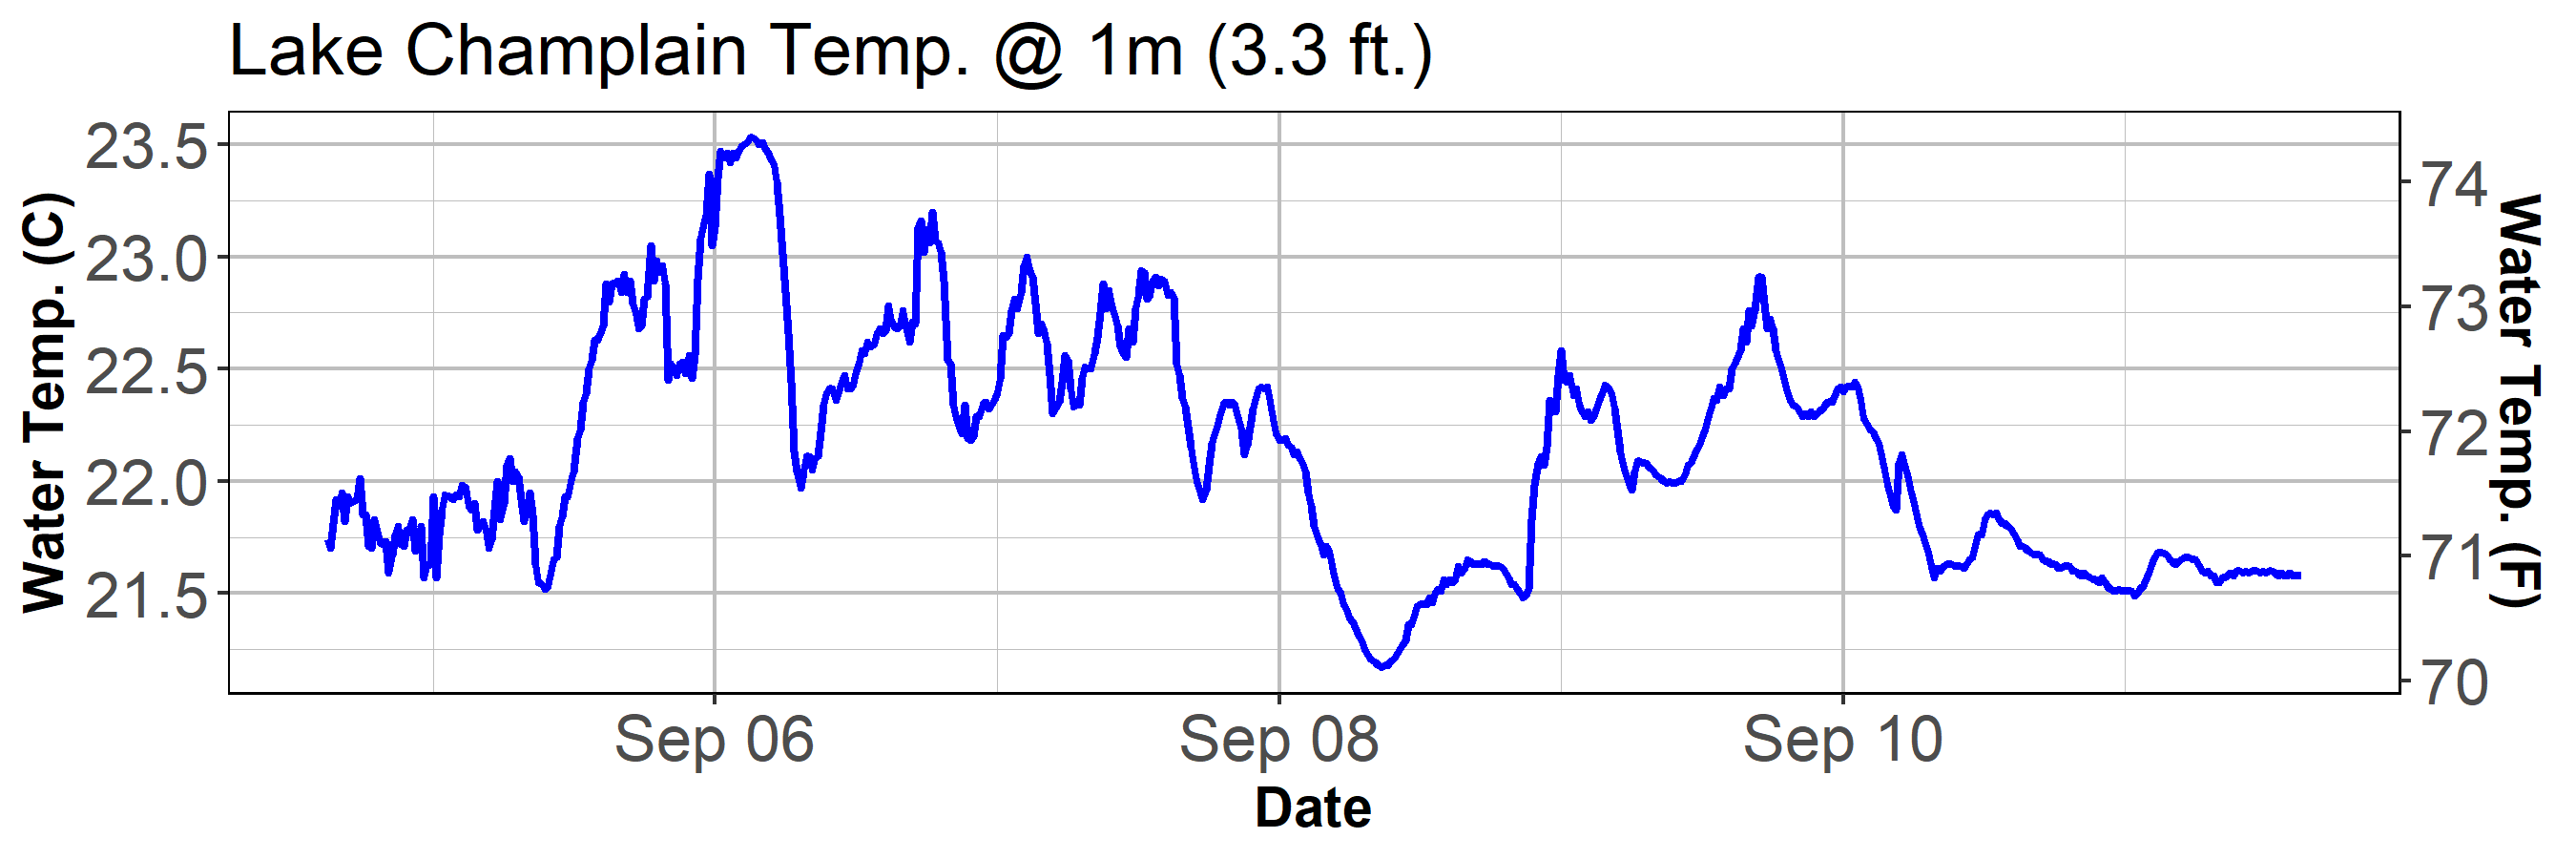 Lake Champlain Temp. @ 1m (3.3 ft.)
Water Temp. (C)
23.5
23.0
22.5
22.0
21.5
74
73
72
71
70
Water Temp. (F)
Sep 06 Sep 08 Sep 10
Date